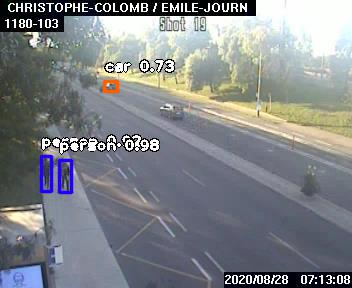 CHRISTOPHE-COLOMB / EMILE-JOURN
1180-103
Shot 19
car 0.73
person 0.98
2020/08/28 07:13:08